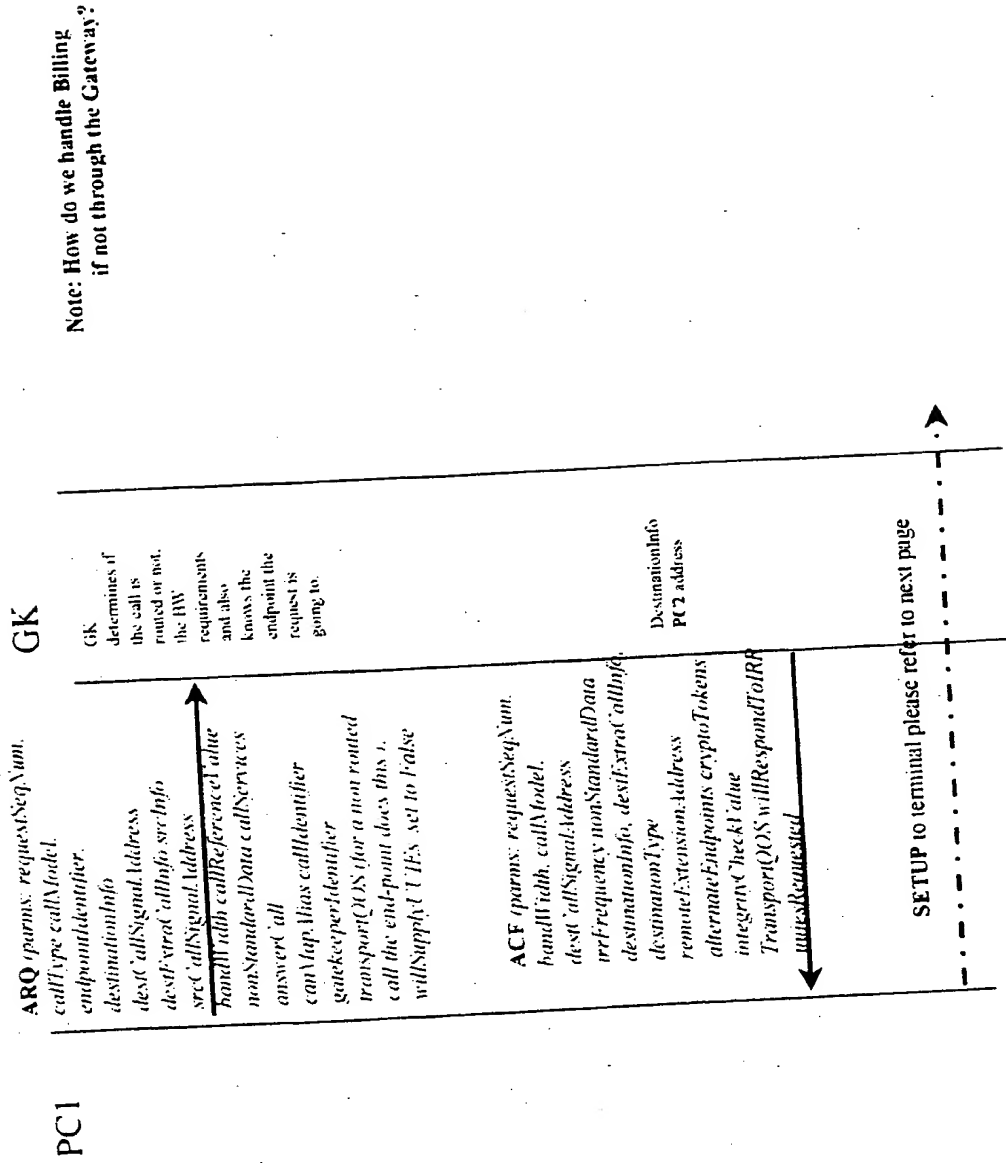 PC1
GK
Note: How do we handle Billing
if not through the Gateway?
ARQ (parms: requestSeqNum.
callType callModel.
endpointIdentifier.
destinationInfo
destCallSignalAddress
destExtraCallInfo srcInfo
srcCallSignalAddress
bandWidth callReferenceValue
nonStandardData callServices
answerCall
canMapAlias callIdentifier
gatekeeperIdentifier
transportQOS (for a non routed
call the end-point does this ).
willSupplyUUIEs set to False
GK
determines if
the call is
routed or not.
the BW
requirements
and also
knows the
endpoint the
request is
going to.
ACF (parms: requestSeqNum.
bandWidth, callModel.
destCallSignalAddress
irrFrequency nonStandardData
destinationInfo, destExtraCallInfo,
destinationType
remoteExtensionAddress
alternateEndpoints cryptoTokens
integrityCheckValue
TransportQOS willRespondToIRR
uuiesRequested
DestinationInfo
PC2 address
SETUP to terminal please refer to next page